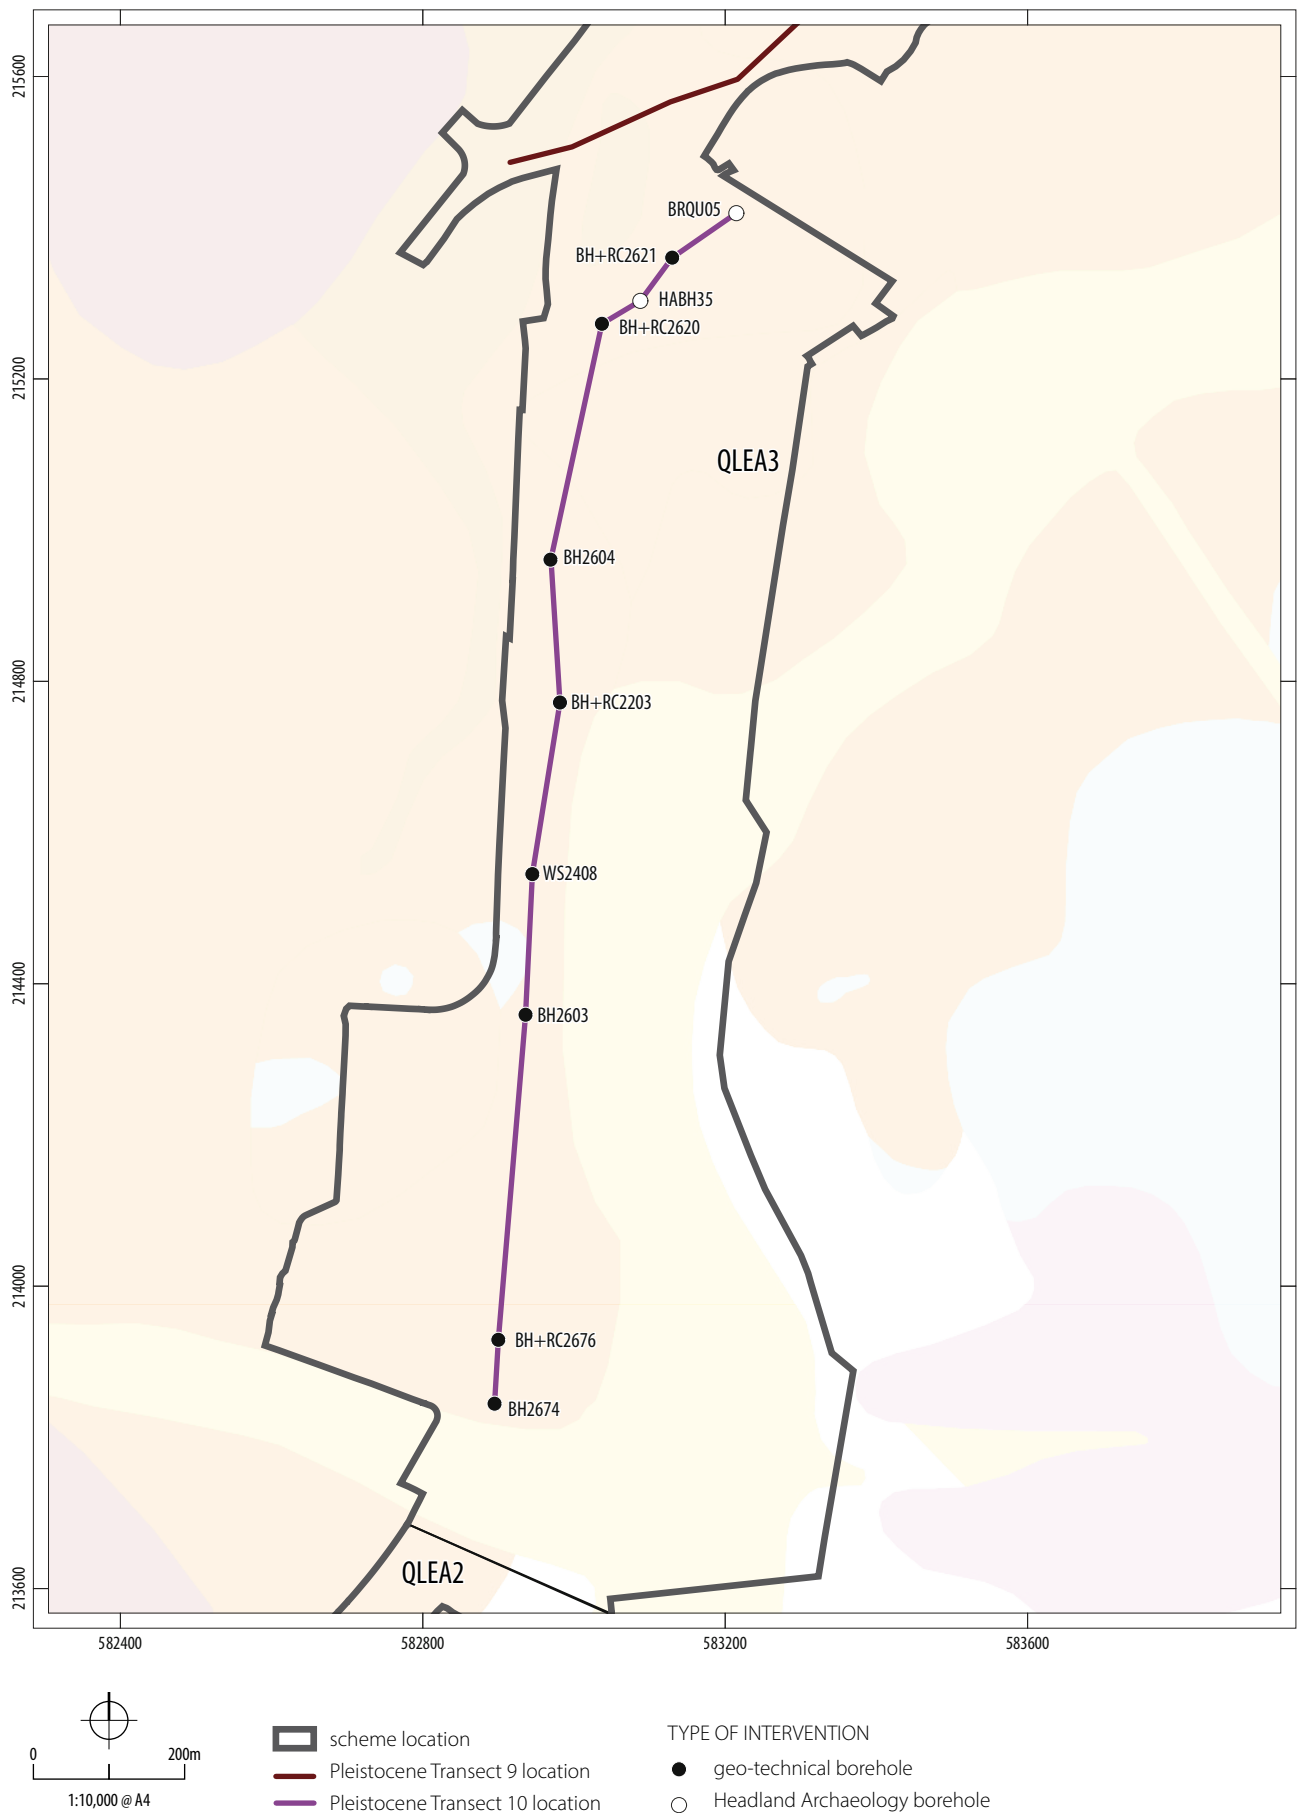 215600
215200
214800
214400
214000
213600
BRQU05
BH+RC2621
HABH35
BH+RC2620
QLEA3
BH2604
BH+RC2203
WS2408
BH2603
BH+RC2676
BH2674
QLEA2
582400
582800
583200
583600
0 200m
1:10,000 @ A4
scheme location
Pleistocene Transect 9 location
Pleistocene Transect 10 location
TYPE OF INTERVENTION
geo-technical borehole
Headland Archaeology borehole